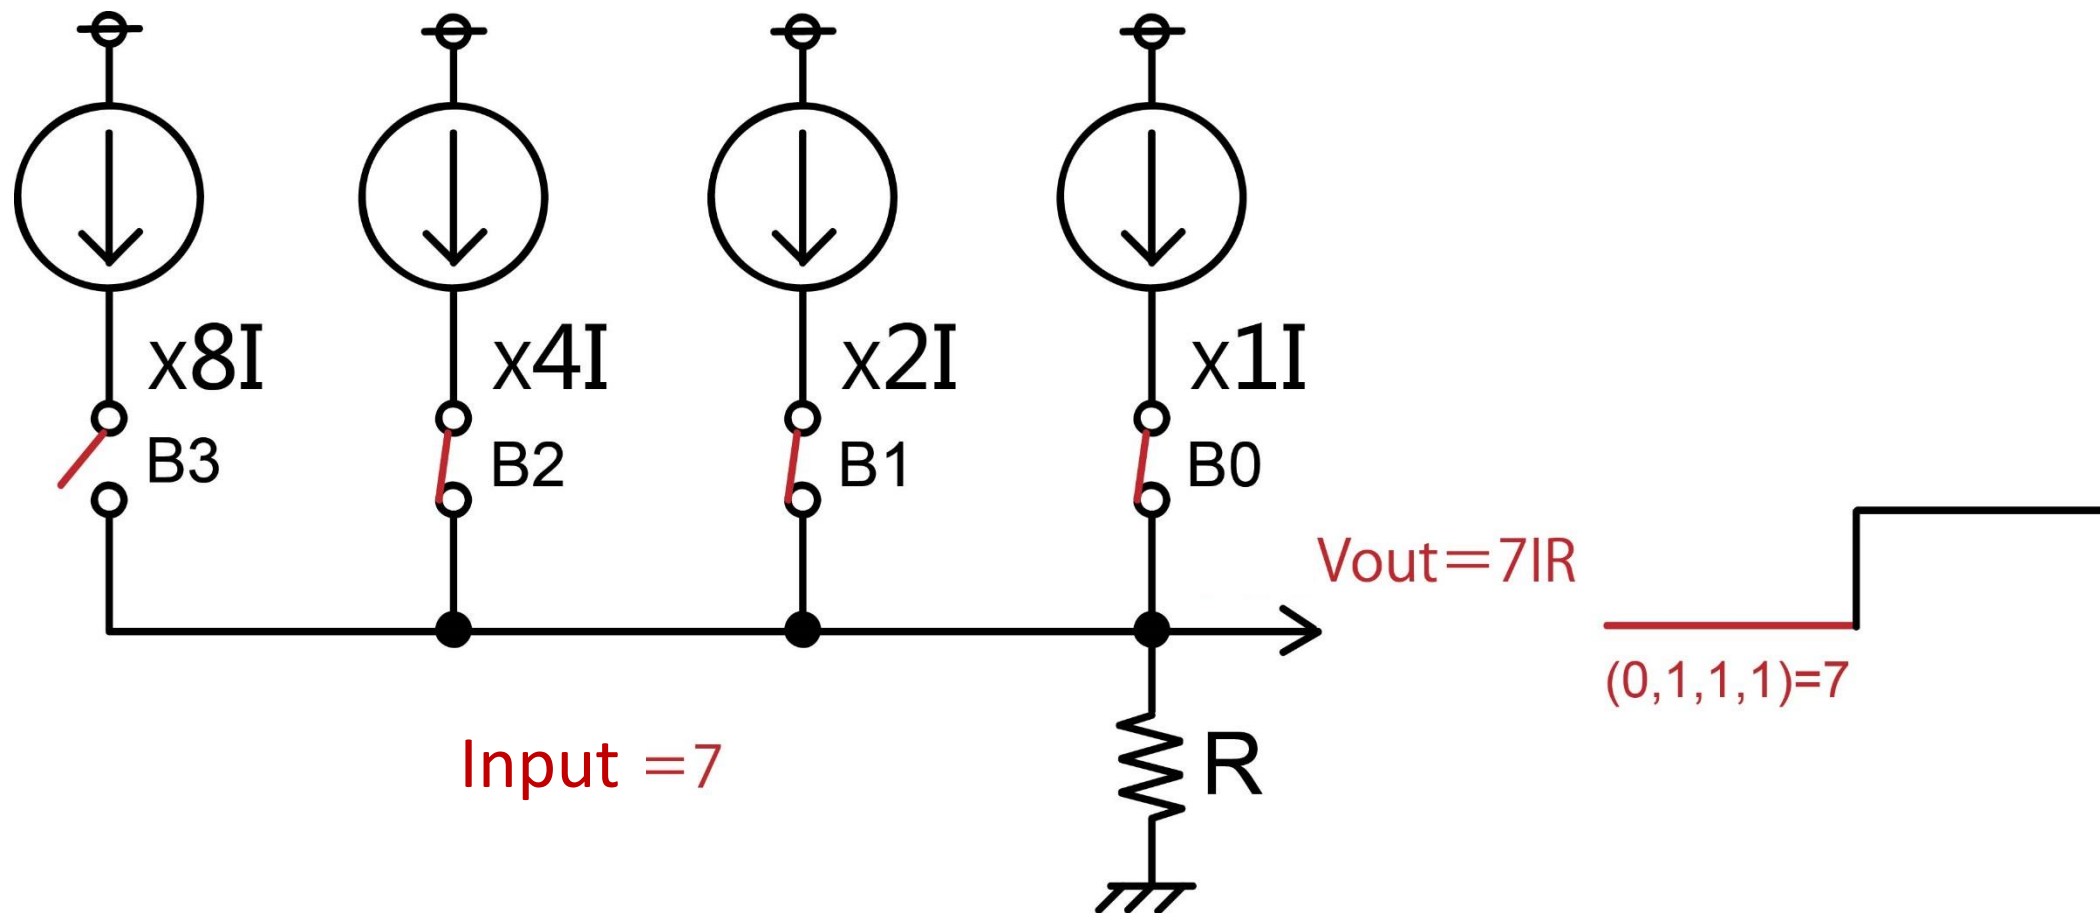 x8I
x4I
x2I
x1I
B3
B2
B1
B0
Vout=7IR
(0,1,1,1)=7
Input =7
R